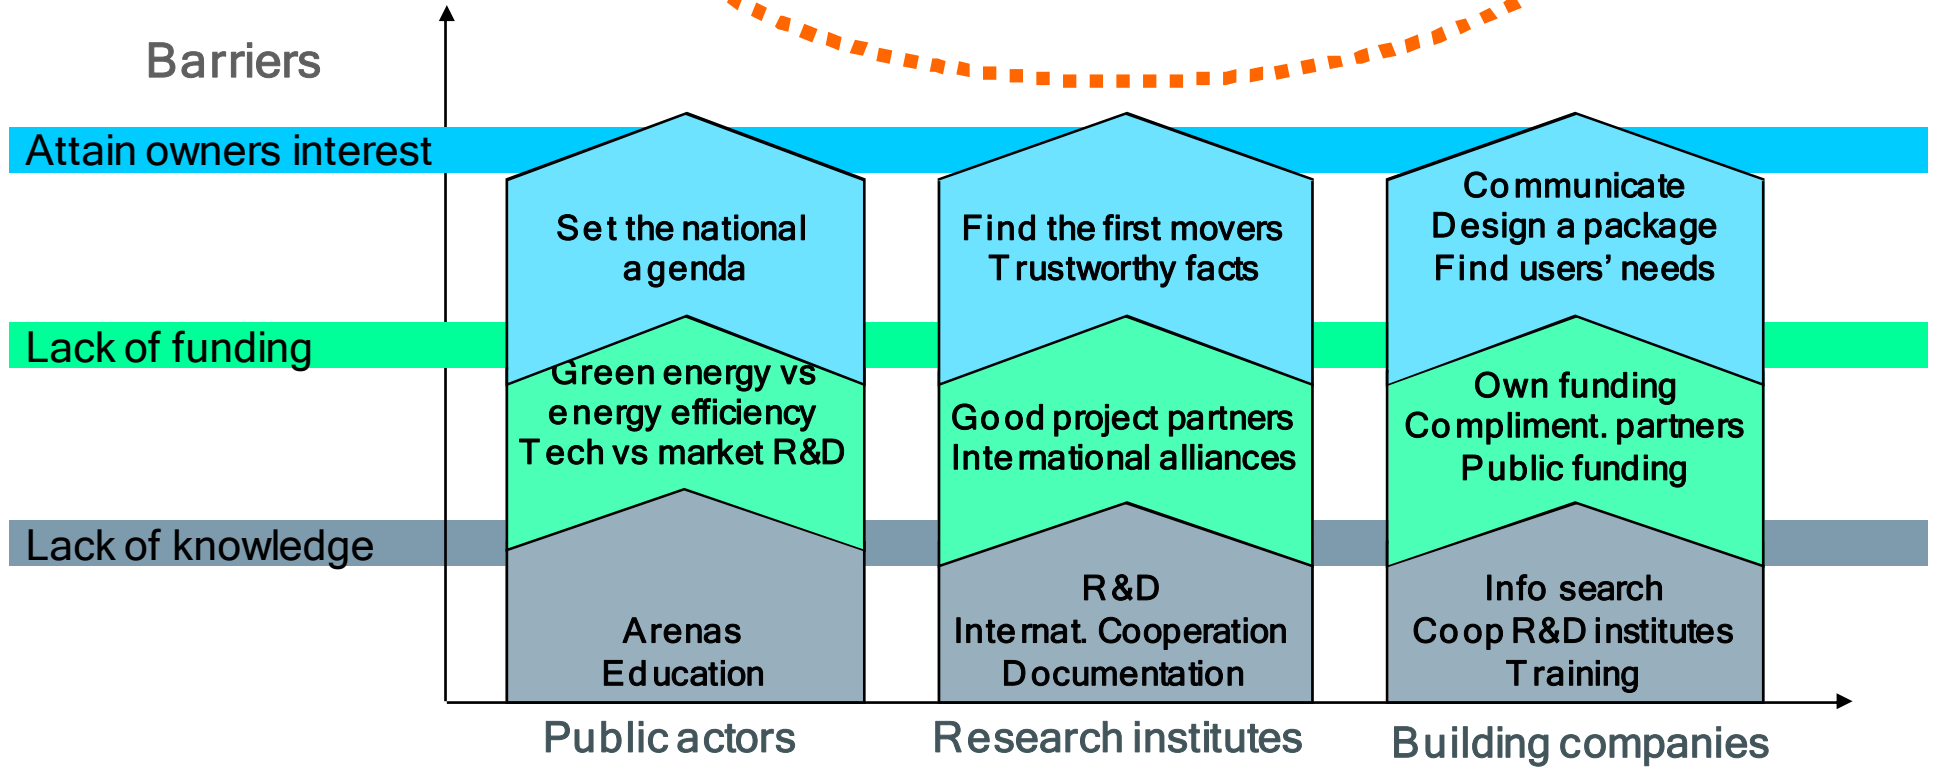 Barriers
Attain owners interest
Set the national
agenda
Find the first movers
Trustworthy facts
Communicate
Design a package
Find users’ needs
Lack of funding
Green energy vs
energy efficiency
Tech vs market R&D
Good project partners
International alliances
Own funding
Compliment. partners
Public funding
Lack of knowledge
Arenas
Education
R&D
Internat. Cooperation
Documentation
Info search
Coop R&D institutes
Training
Public actors
Research institutes
Building companies